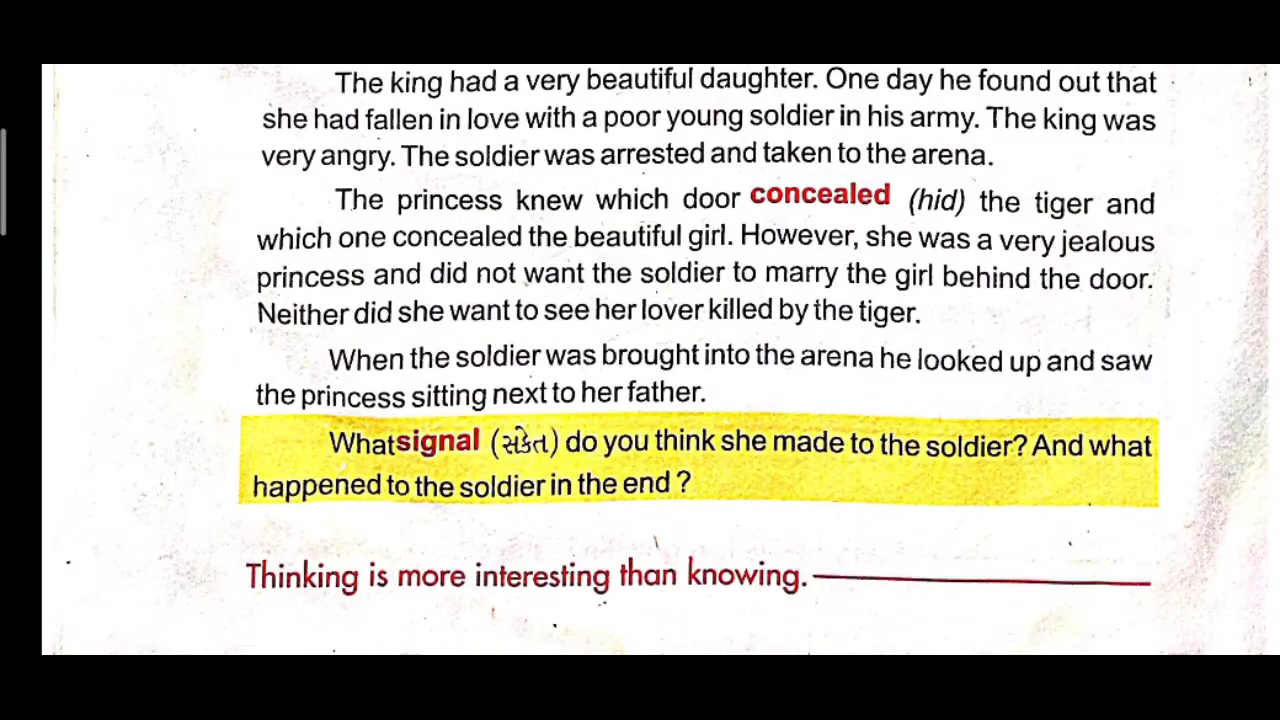 The king had a very beautiful daughter. One day he found out that
she had fallen in love with a poor young soldier in his army. The king was
very angry. The soldier was arrested and taken to the arena.
The princess knew which door concealed (hid) the tiger and
which one concealed the beautiful girl. However, she was a very jealous
princess and did not want the soldier to marry the girl behind the door.
Neither did she want to see her lover killed by the tiger.
When the soldier was brought into the arena he looked up and saw
the princess sitting next to her father.
What signal (સંકેત) do you think she made to the soldier? And what
happened to the soldier in the end ?
Thinking is more interesting than knowing.